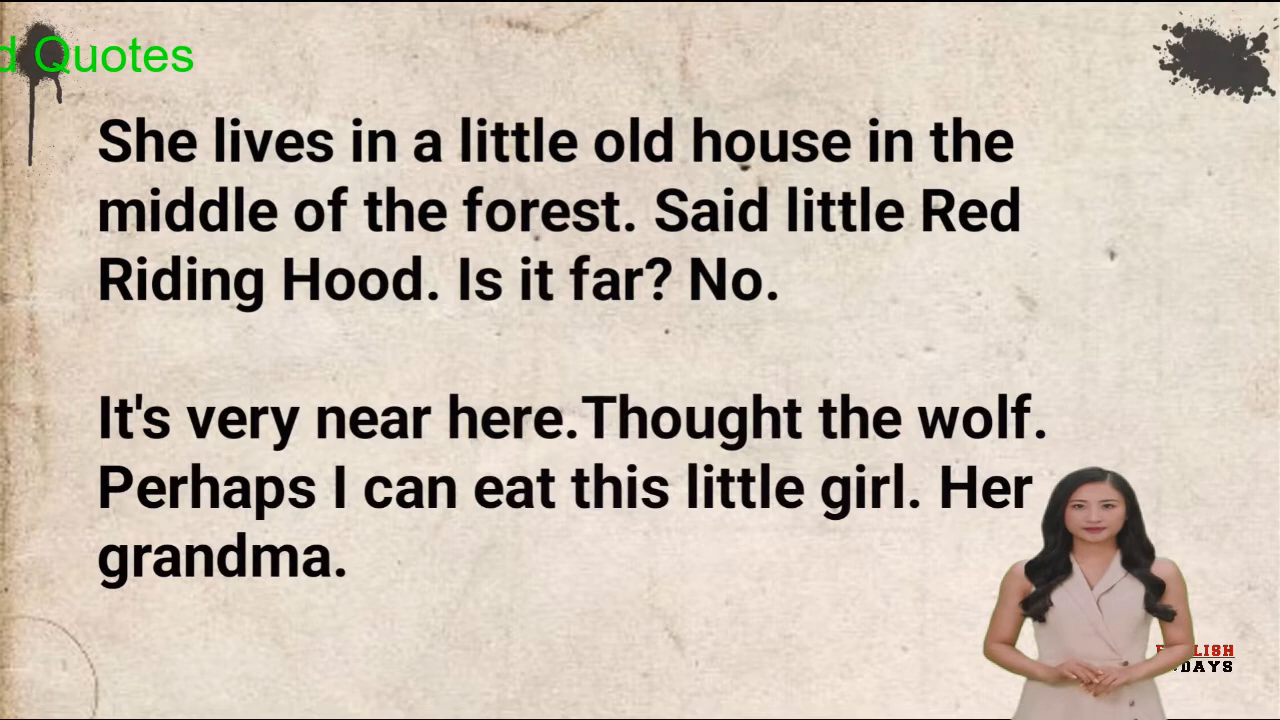 d Quotes
She lives in a little old house in the
middle of the forest. Said little Red
Riding Hood. Is it far? No.
It's very near here.Thought the wolf.
Perhaps I can eat this little girl. Her
grandma.